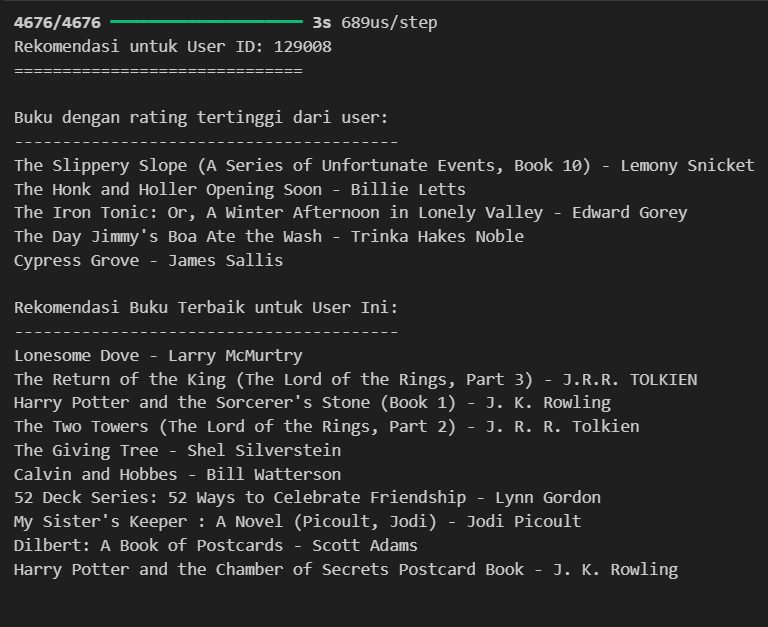 4676/4676 ━━━━━━━━━━━━━━━━━━━━ 3s 689us/step
Rekomendasi untuk User ID: 129008
==============================
Buku dengan rating tertinggi dari user:
----------------------------------------
The Slippery Slope (A Series of Unfortunate Events, Book 10) - Lemony Snicket
The Honk and Holler Opening Soon - Billie Letts
The Iron Tonic: Or, A Winter Afternoon in Lonely Valley - Edward Gorey
The Day Jimmy's Boa Ate the Wash - Trinka Hakes Noble
Cypress Grove - James Sallis
Rekomendasi Buku Terbaik untuk User Ini:
----------------------------------------
Lonesome Dove - Larry McMurtry
The Return of the King (The Lord of the Rings, Part 3) - J.R.R. TOLKIEN
Harry Potter and the Sorcerer's Stone (Book 1) - J. K. Rowling
The Two Towers (The Lord of the Rings, Part 2) - J. R. R. Tolkien
The Giving Tree - Shel Silverstein
Calvin and Hobbes - Bill Watterson
52 Deck Series: 52 Ways to Celebrate Friendship - Lynn Gordon
My Sister's Keeper : A Novel (Picoult, Jodi) - Jodi Picoult
Dilbert: A Book of Postcards - Scott Adams
Harry Potter and the Chamber of Secrets Postcard Book - J. K. Rowling